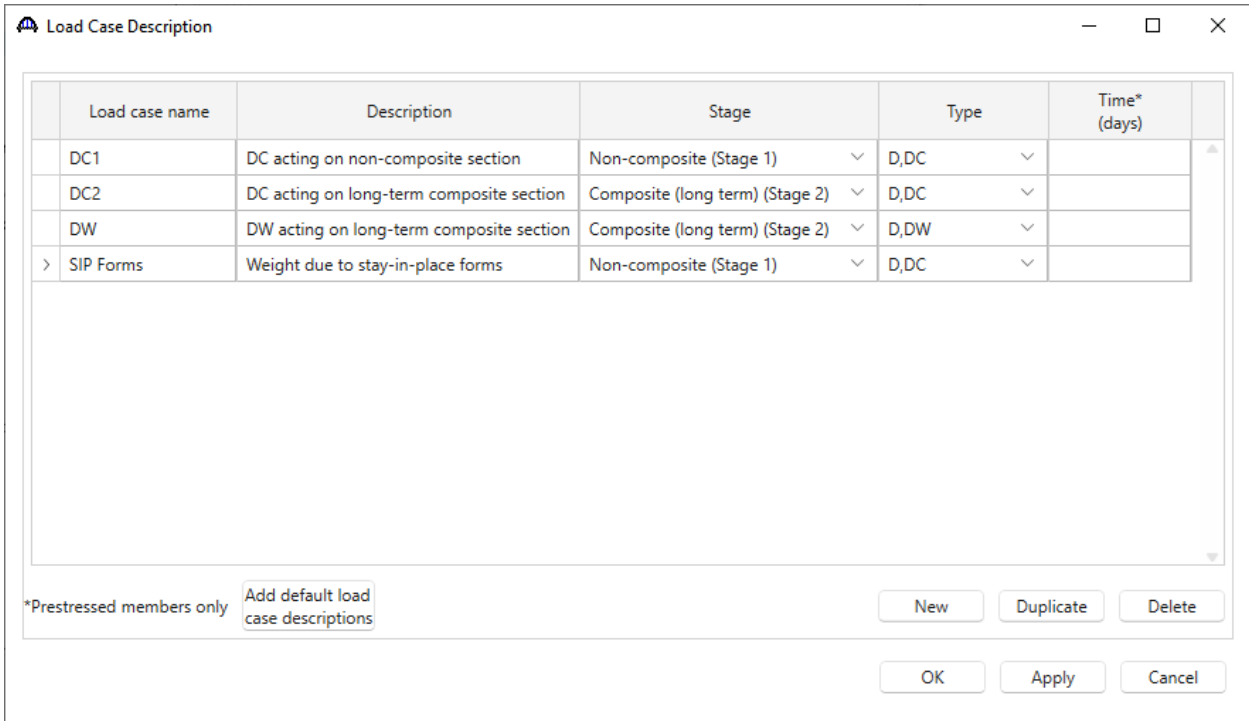 Load Case Description
Load case name Description Stage Type Time* (days)
DC1 DC acting on non-composite section Non-composite (Stage 1) D,DC
DC2 DC acting on long-term composite section Composite (long term) (Stage 2) D,DC
DW DW acting on long-term composite section Composite (long term) (Stage 2) D,DW
SIP Forms Weight due to stay-in-place forms Non-composite (Stage 1) D,DC
*Prestressed members only
Add default load
case descriptions
New Duplicate Delete
OK Apply Cancel